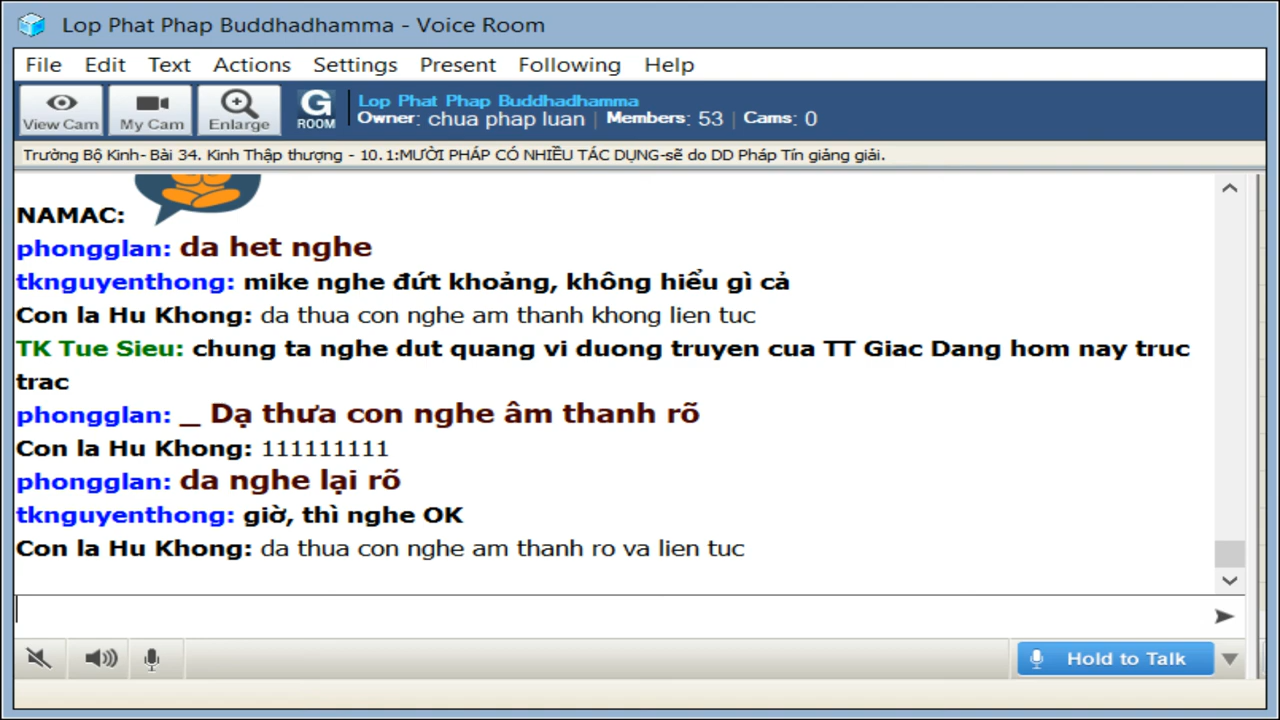 Lop Phat Phap Buddhadhamma - Voice Room
File Edit Text Actions Settings Present Following Help
View Cam My Cam Enlarge G ROOM
Lop Phat Phap Buddhadhamma
Owner: chua phap luan | Members: 53 | Cams: 0
Trường Bộ Kinh- Bài 34. Kinh Thập thượng - 10.1:MƯỜI PHÁP CÓ NHIỀU TÁC DỤNG-sẽ do DD Pháp Tín giảng giải.
NAMAC:
phongglan: da het nghe
tknguyenthong: mike nghe đứt khoảng, không hiểu gì cả
Con la Hu Khong: da thua con nghe am thanh khong lien tuc
TK Tue Sieu: chung ta nghe dut quang vi duong truyen cua TT Giac Dang hom nay truc
trac
phongglan: _ Dạ thưa con nghe âm thanh rõ
Con la Hu Khong: 111111111
phongglan: da nghe lại rõ
tknguyenthong: giờ, thì nghe OK
Con la Hu Khong: da thua con nghe am thanh ro va lien tuc
Hold to Talk